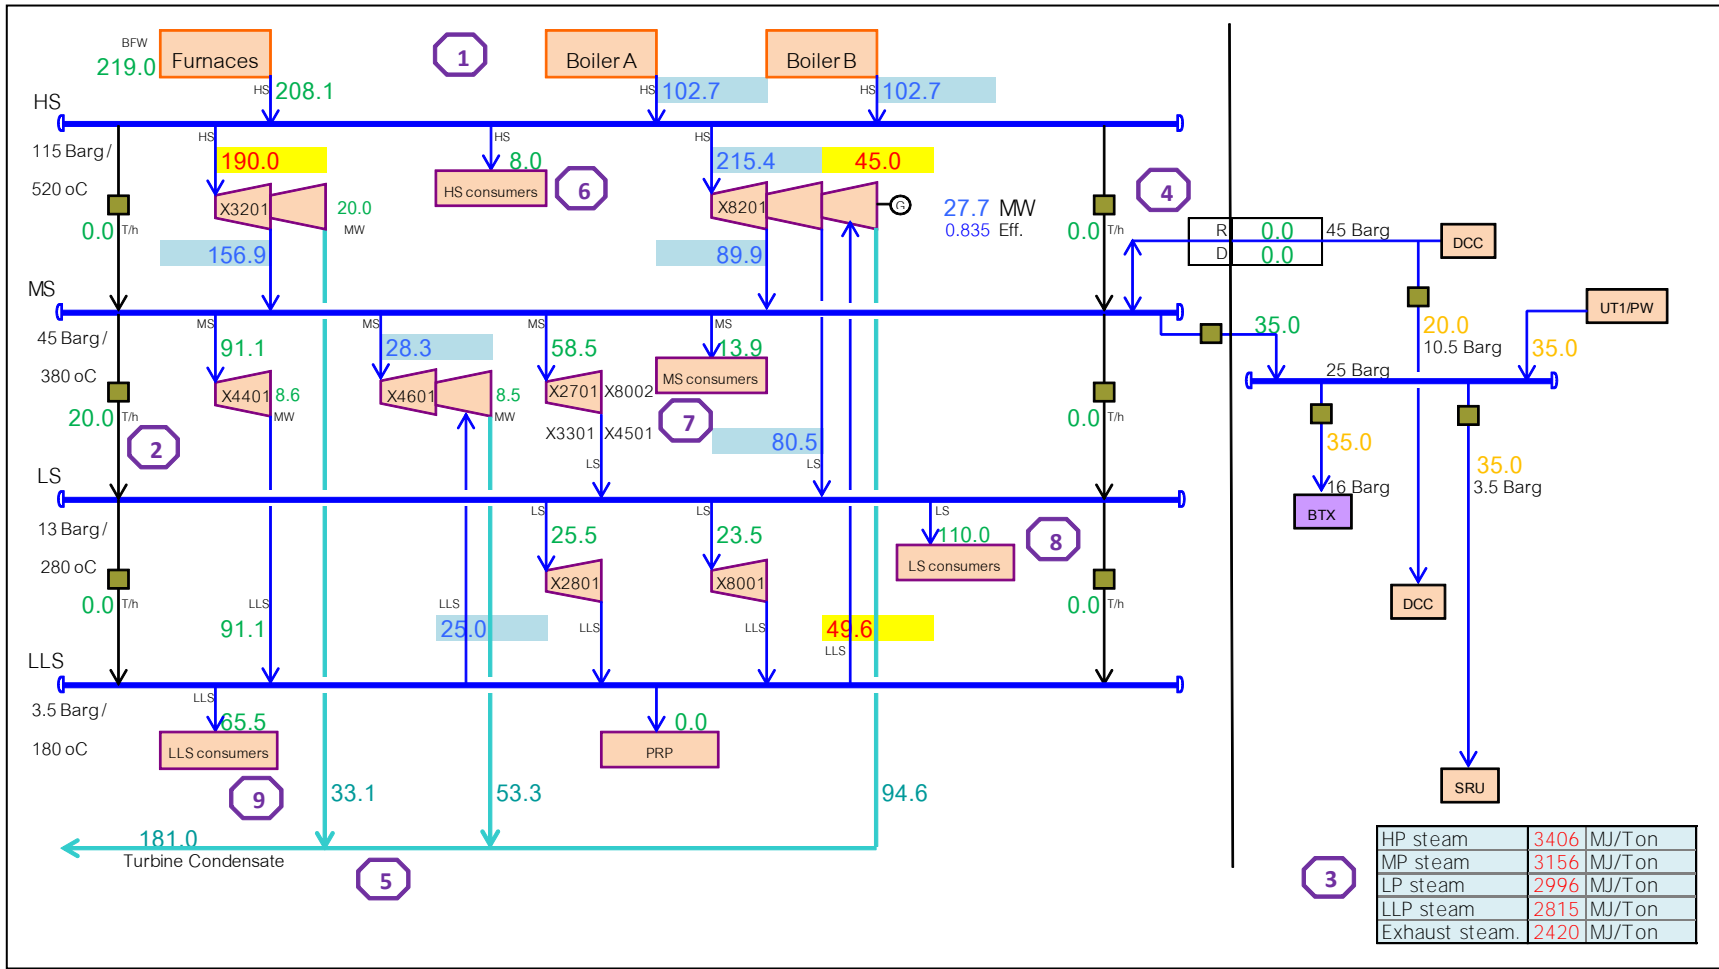 BFW
219.0
Furnaces
1
Boiler A
Boiler B
HS
208.1
HS
102.7
HS
102.7
HS
115 Barg /
520 oC
HS
190.0
HS
8.0
HS
215.4
45.0
HS consumers
6
4
X3201
20.0
MW
X8201
G
27.7 MW
0.835 Eff.
0.0
T/h
0.0
T/h
R
0.0
45 Barg
D
0.0
DCC
156.9
89.9
MS
45 Barg /
380 oC
MS
91.1
MS
28.3
MS
58.5
MS
13.9
35.0
20.0
10.5 Barg
UT1/PW
35.0
25 Barg
MS consumers
X4401
8.6
MW
X4601
8.5
MW
X2701
X8002
X3301
X4501
7
20.0
T/h
0.0
T/h
2
80.5
LS
LS
35.0
16 Barg
35.0
3.5 Barg
BTX
LS
13 Barg /
280 oC
LS
25.5
LS
23.5
LS
110.0
8
LS consumers
X2801
X8001
0.0
T/h
0.0
T/h
DCC
LLS
91.1
LLS
25.0
LLS
LLS
49.6
LLS
LLS
3.5 Barg /
180 oC
LLS
65.5
0.0
LLS consumers
PRP
9
33.1
53.3
94.6
SRU
181.0
Turbine Condensate
5
3
HP steam 3406 MJ/Ton
MP steam 3156 MJ/Ton
LP steam 2996 MJ/Ton
LLP steam 2815 MJ/Ton
Exhaust steam. 2420 MJ/Ton